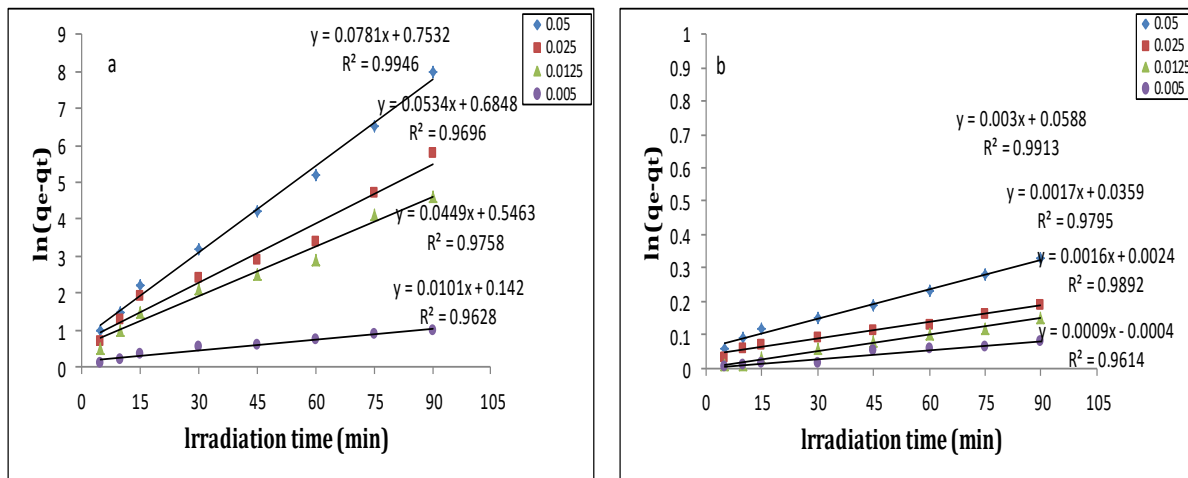 a
0.05
0.025
0.0125
0.005
y = 0.0781x + 0.7532
R² = 0.9946
y = 0.0534x + 0.6848
R² = 0.9696
y = 0.0449x + 0.5463
R² = 0.9758
y = 0.0101x + 0.142
R² = 0.9628
ln(qe-qt)
9
8
7
6
5
4
3
2
1
0
0 15 30 45 60 75 90 105
Irradiation time (min)
b
0.05
0.025
0.0125
0.005
y = 0.003x + 0.0588
R² = 0.9913
y = 0.0017x + 0.0359
R² = 0.9795
y = 0.0016x + 0.0024
R² = 0.9892
y = 0.0009x - 0.0004
R² = 0.9614
ln(qe-qt)
1
0.9
0.8
0.7
0.6
0.5
0.4
0.3
0.2
0.1
0
0 15 30 45 60 75 90 105
Irradiation time (min)